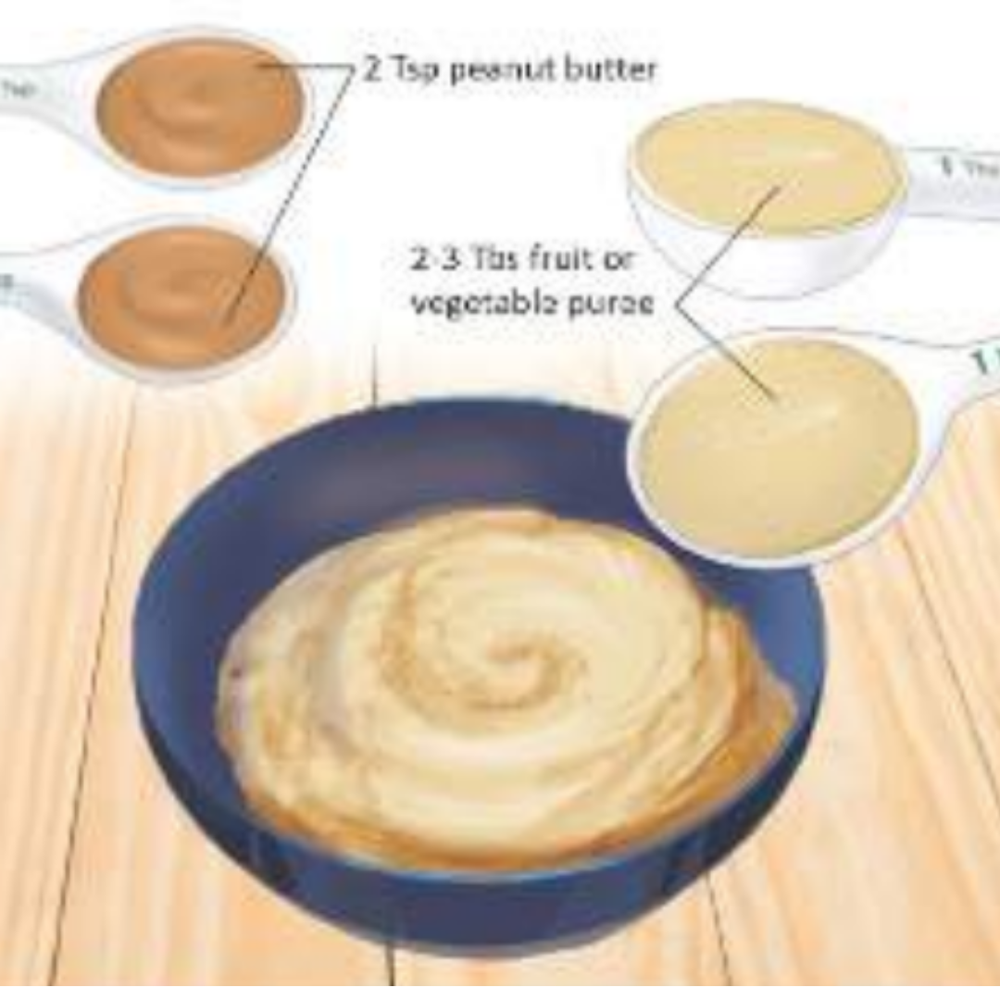 2 Tsp peanut butter
2-3 Tbs fruit or
vegetable puree